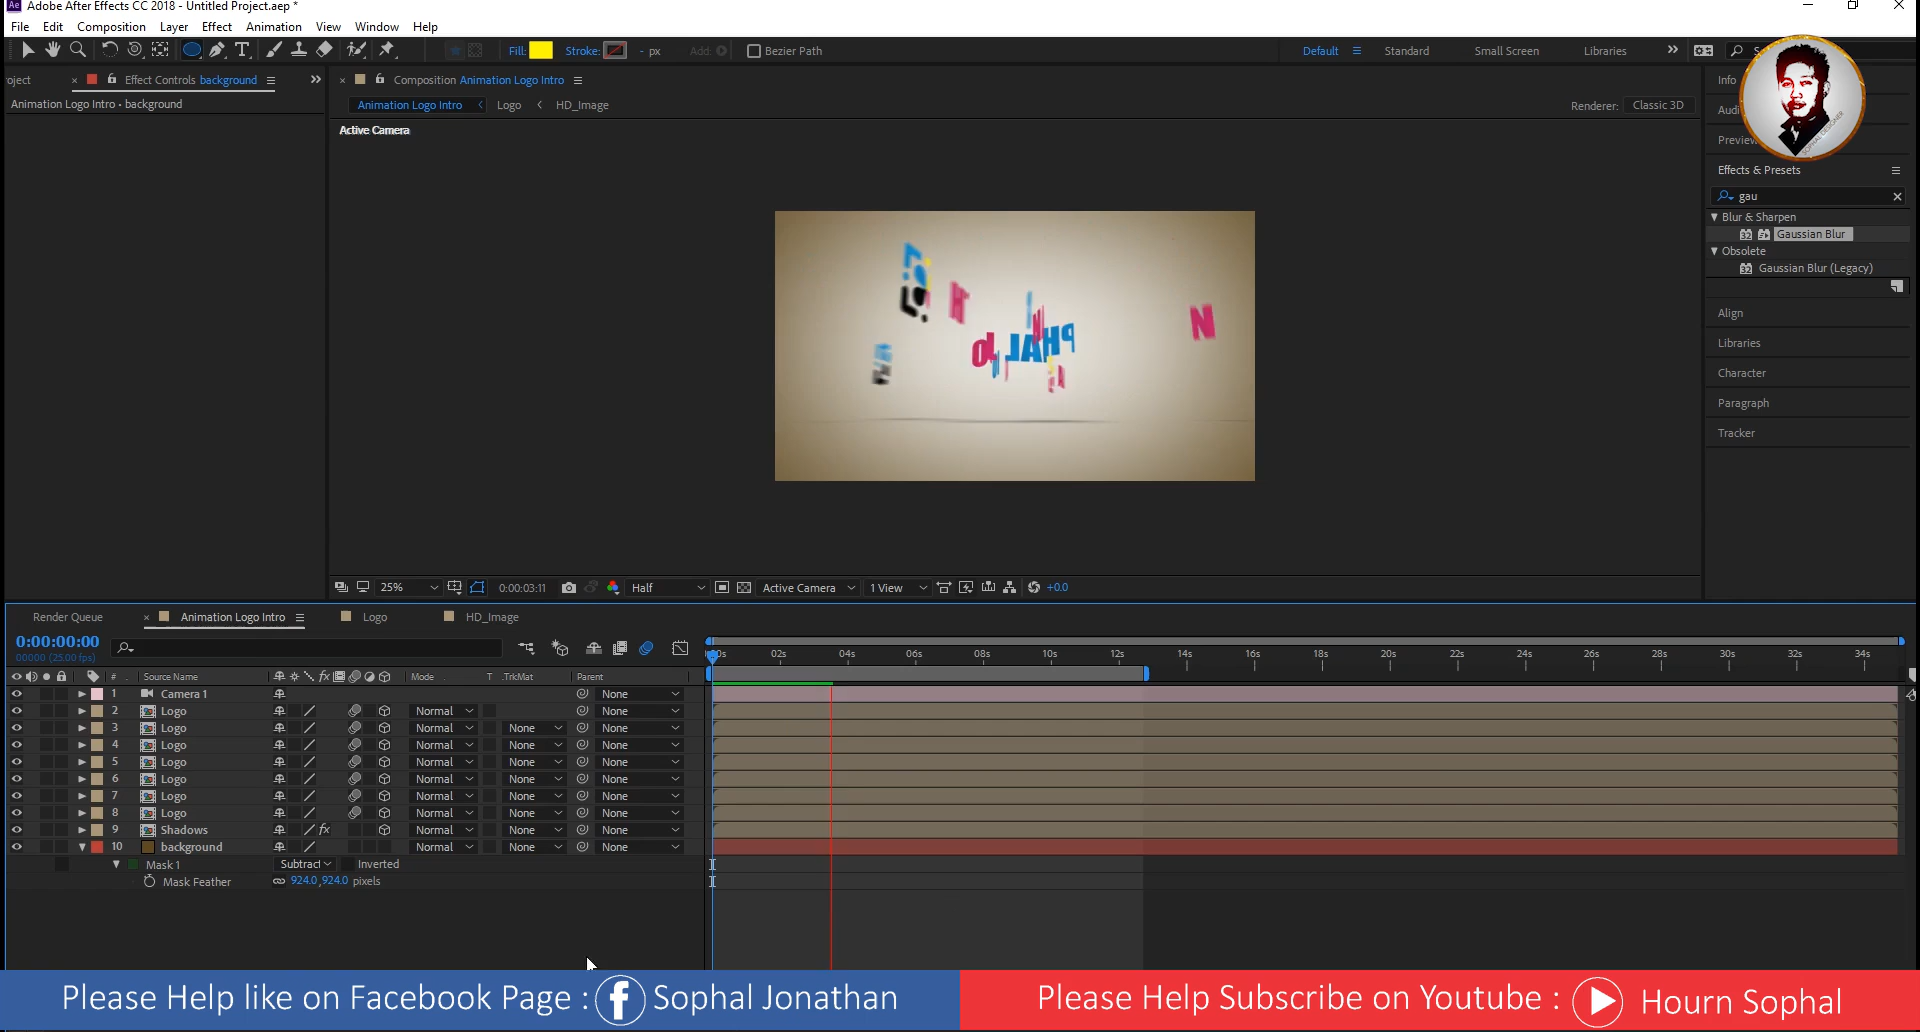 Adobe After Effects CC 2018 - Untitled Project.aep *
File Edit Composition Layer Effect Animation View Window Help
Fill: Stroke: - px Add: Bezier Path Default Standard Small Screen Libraries
oject Effect Controls background Composition Animation Logo Intro Info
Animation Logo Intro • background
Animation Logo Intro Logo HD_Image Renderer: Classic 3D
Active Camera
Preview
Effects & Presets
gau
Blur & Sharpen
Gaussian Blur
Obsolete
Gaussian Blur (Legacy)
Align
Libraries
Character
Paragraph
Tracker
25% 0:00:03:11 Half Active Camera 1 View +0.0
Render Queue Animation Logo Intro Logo HD_Image
0:00:00:00
00000 (25.00 fps)
02s 04s 06s 08s 10s 12s 14s 16s 18s 20s 22s 24s 26s 28s 30s 32s 34s
# Source Name fx Mode T .TrkMat Parent
1 Camera 1 None
2 Logo Normal None
3 Logo Normal None None
4 Logo Normal None None
5 Logo Normal None None
6 Logo Normal None None
7 Logo Normal None None
8 Logo Normal None None
9 Shadows fx Normal None None
10 background Normal None None
Mask 1 Subtract Inverted
Mask Feather 924.0,924.0 pixels
Please Help like on Facebook Page : Sophal Jonathan
Please Help Subscribe on Youtube : Hourn Sophal